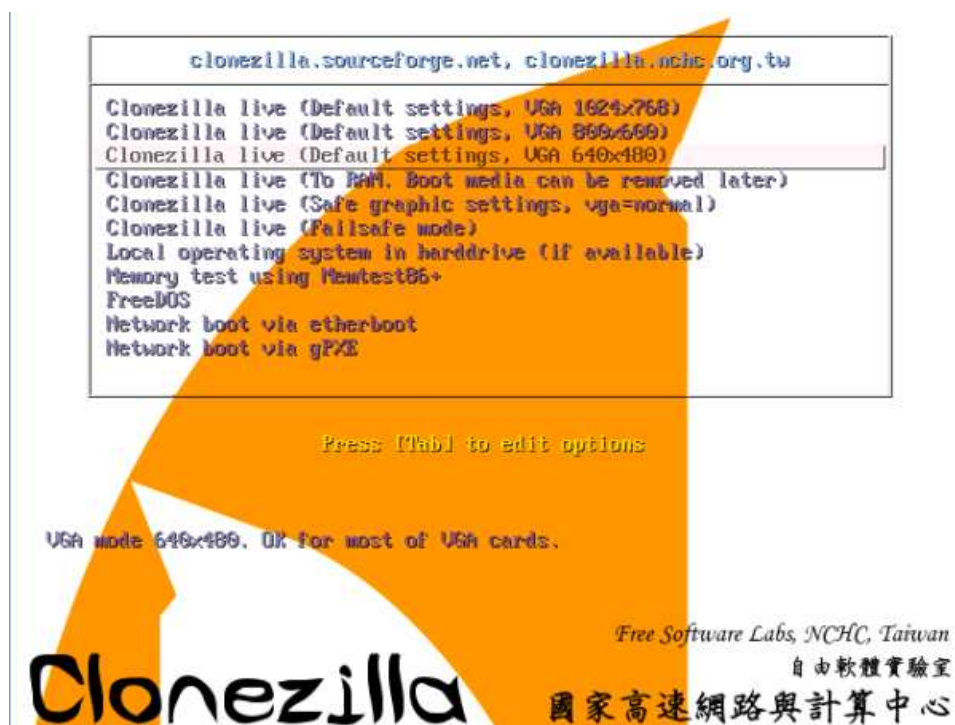 clonezilla.sourceforge.net, clonezilla.nchc.org.tw
Clonezilla live (Default settings, VGA 1024x768)
Clonezilla live (Default settings, VGA 800x600)
Clonezilla live (Default settings, VGA 640x480)
Clonezilla live (To RAM. Boot media can be removed later)
Clonezilla live (Safe graphic settings, vga=normal)
Clonezilla live (Failsafe mode)
Local operating system in harddrive (if available)
Memory test using Memtest86+
FreeDOS
Network boot via etherboot
Network boot via gPXE
Press [Tab] to edit options
VGA mode 640x480. OK for most of VGA cards.
Free Software Labs, NCHC, Taiwan
自由軟體實驗室
Clonezilla
國家高速網路與計算中心